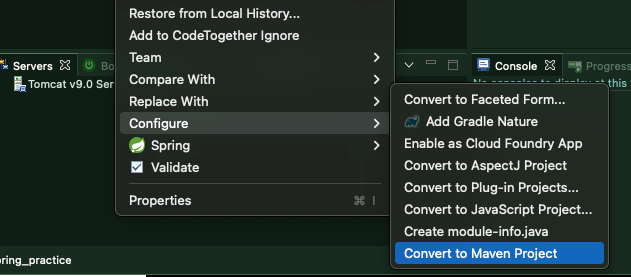 Restore from Local History...
Add to CodeTogether Ignore
Team
Compare With
Replace With
Configure
Spring
Validate
Properties
⌘ I
Servers
Bo
Tomcat v9.0 Ser
Console
Progress
No consoles to display at this
Convert to Faceted Form...
Add Gradle Nature
Enable as Cloud Foundry App
Convert to AspectJ Project
Convert to Plug-in Projects...
Convert to JavaScript Project...
Create module-info.java
Convert to Maven Project
ring_practice